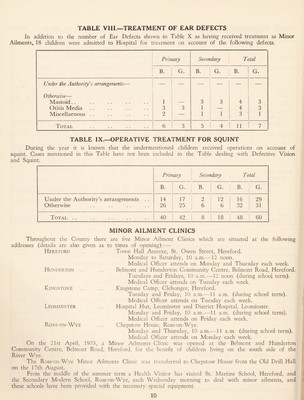 TABLE VIII.—TREATMENT OF EAR DEFECTS
In addition to the number of Ear Defects shown in Table X as having received treatment as Minor
Ailments, 18 children were admitted to Hospital for treatment on account of the following defects.
Primary Secondary Total
B. G. B. G. B. G.
Under the Authority's arrangements— — — — — — —
Otherwise—
Mastoid.. 1 — 3 3 4 3
Otitis Media 3 3 1 — 4 3
Miscellaneous 2 — 1 1 3 1
TOTAL 6 3 5 4 11 7
TABLE IX.—OPERATIVE TREATMENT FOR SQUINT
During the year it is known that the undermentioned children received operations on account of
squint. Cases mentioned in this Table have not been included in the Table dealing with Defective Vision
and Squint.
Primary Secondary Total
B. G. B. G. B. G.
Under the Authority's arrangements 14 17 2 12 16 29
Otherwise 26 25 6 6 32 31
TOTAL 40 42 8 18 48 60
MINOR AILMENT CLINICS
Throughout the County there are five Minor Ailment Clinics which are situated at the following
addresses (details are also given as to times of opening):—
HEREFORD Town Hall Annexe, St. Owen Street, Hereford.
Monday to Saturday, 10 a.m.—12 noon.
Medical Officer attends on Monday and Thursday each week.
HUNDERTON Belmont and Hunderton Community Centre, Belmont Road, Hereford.
Tuesdays and Fridays, 10 a.m.—12 noon (during school term).
Medical Officer attends on Tuesday each week.
KINGSTONE Kingstone Camp, Clehonger, Hereford.
Tuesday and Friday, 10 a.m.—11 a.m. (during school term).
Medical Officer attends on Tuesday each week.
LEOMINSTER Hospital Hut, Leominster and District Hospital, Leominster.
Monday and Friday, 10 a.m.—11 a.m. (during school term).
Medical Officer attends on Friday each week.
ROSS-ON-WYE Chepstow House, Ross-on-Wye.
Monday and Thursday, 10 a.m.—11 a.m. (during school term).
Medical Officer attends on Monday each week.
On the 21st April, a Minor Ailments Clinic was opened at the Belmont and Hunderton
Community Centre, Belmont Road, Hereford, for the benefit of children living on the south side of the
River Wye.
The Ross-on-Wye Minor Ailments Clinic was transferred to Chepstow House from the Old Drill Hall
on the 17th August.
From the middle of the summer term a Health Visitor has visited St. Martins School, Hereford, and
the Secondary Modern School, Ross-on-Wye, each Wednesday morning to deal with minor ailments, and
these schools have been provided with the necessary special equipment.
10